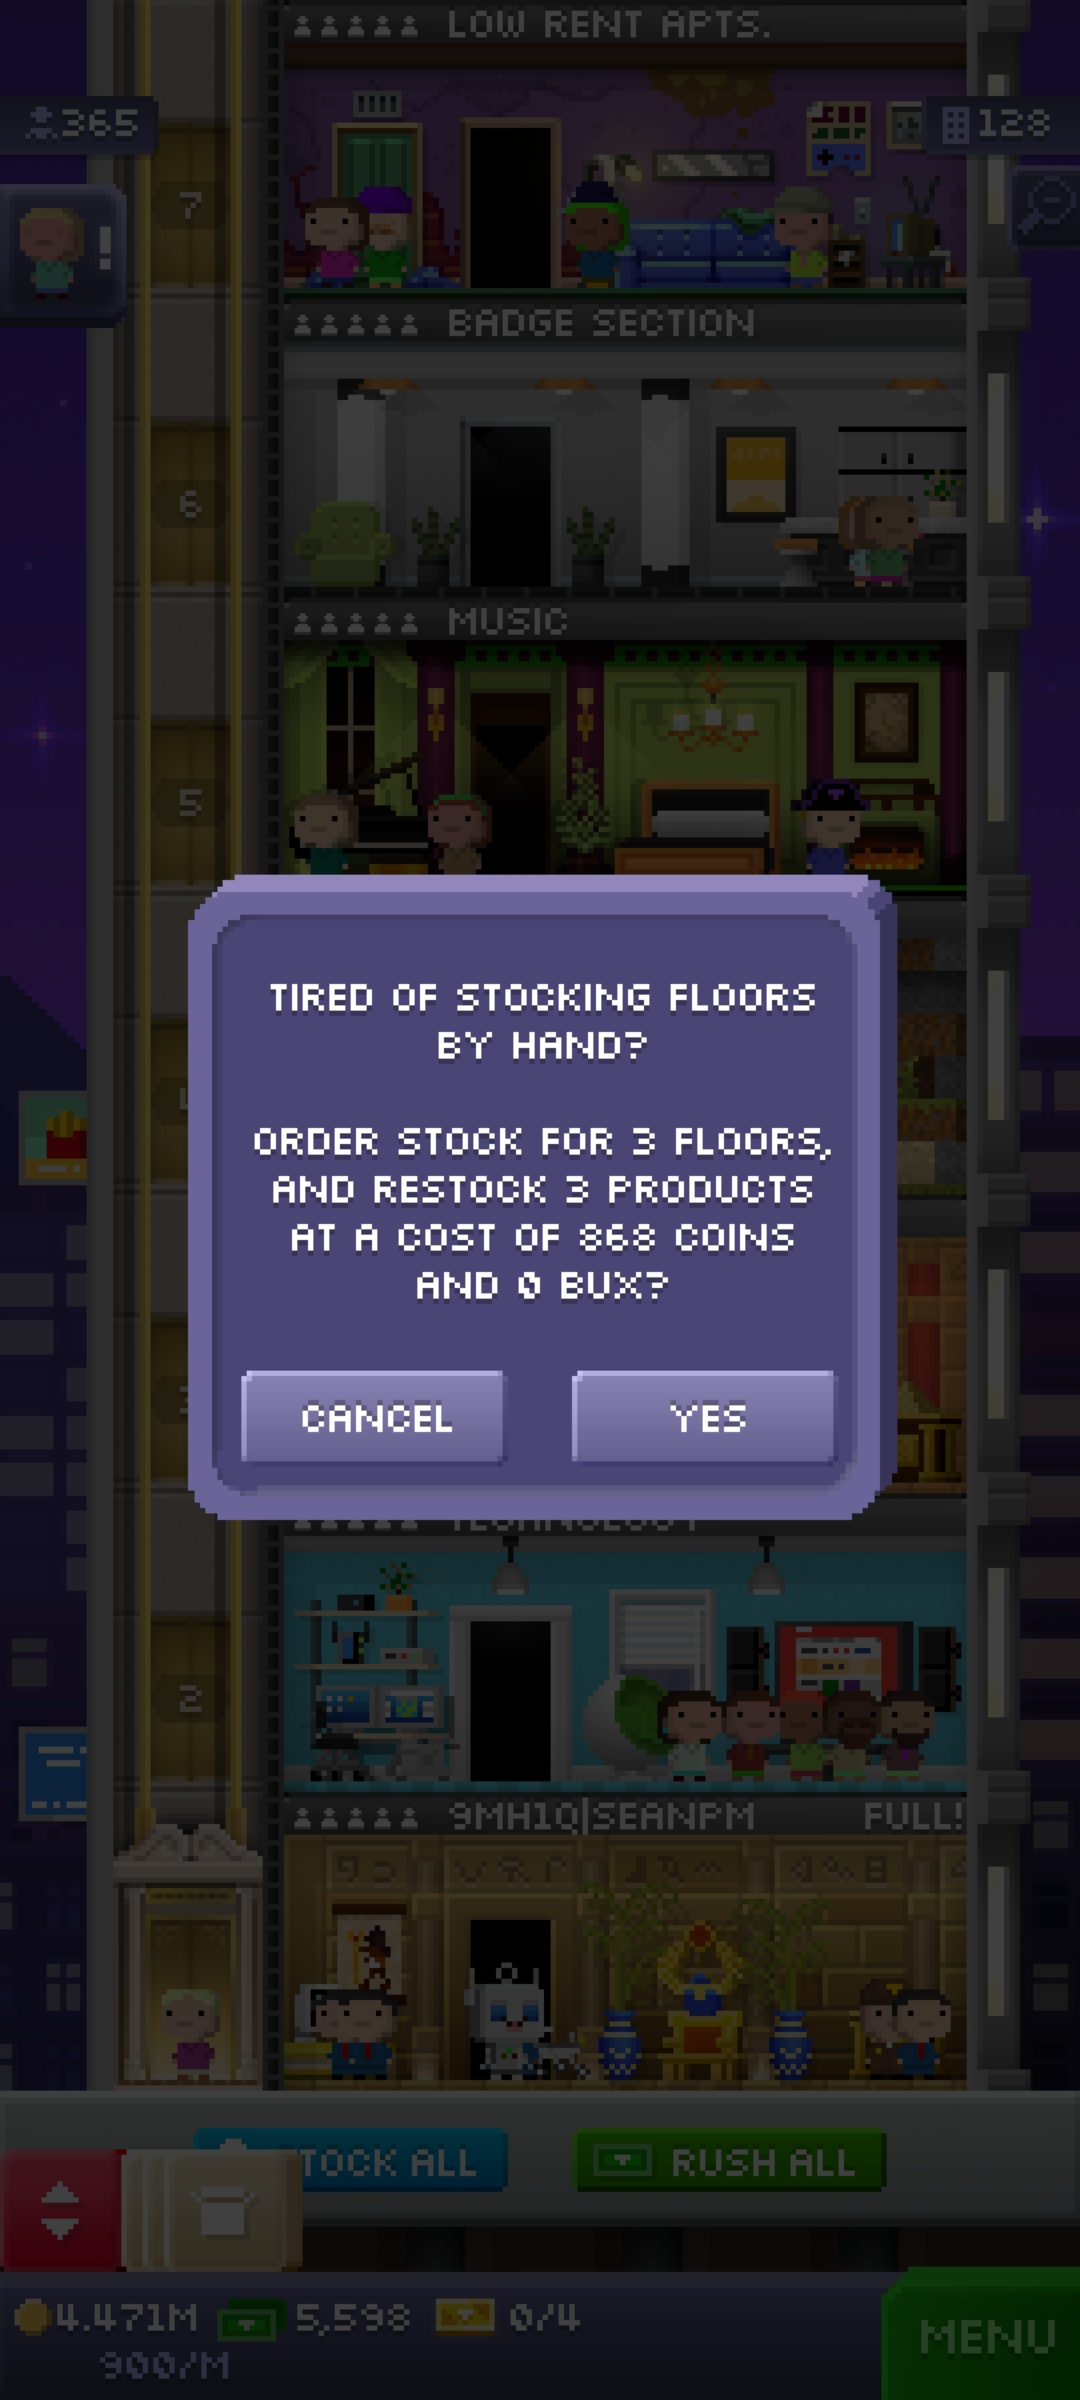 LOW RENT APTS.
365
128
7
!
BADGE SECTION
6
MUSIC
5
TIRED OF STOCKING FLOORS
BY HAND?
ORDER STOCK FOR 3 FLOORS,
AND RESTOCK 3 PRODUCTS
AT A COST OF 868 COINS
AND 0 BUX?
CANCEL
YES
TECHNOLOGY
2
9MH1Q|SEANPM
FULL!
TOCK ALL
RUSH ALL
4.471M
5,598
0/4
900/M
MENU